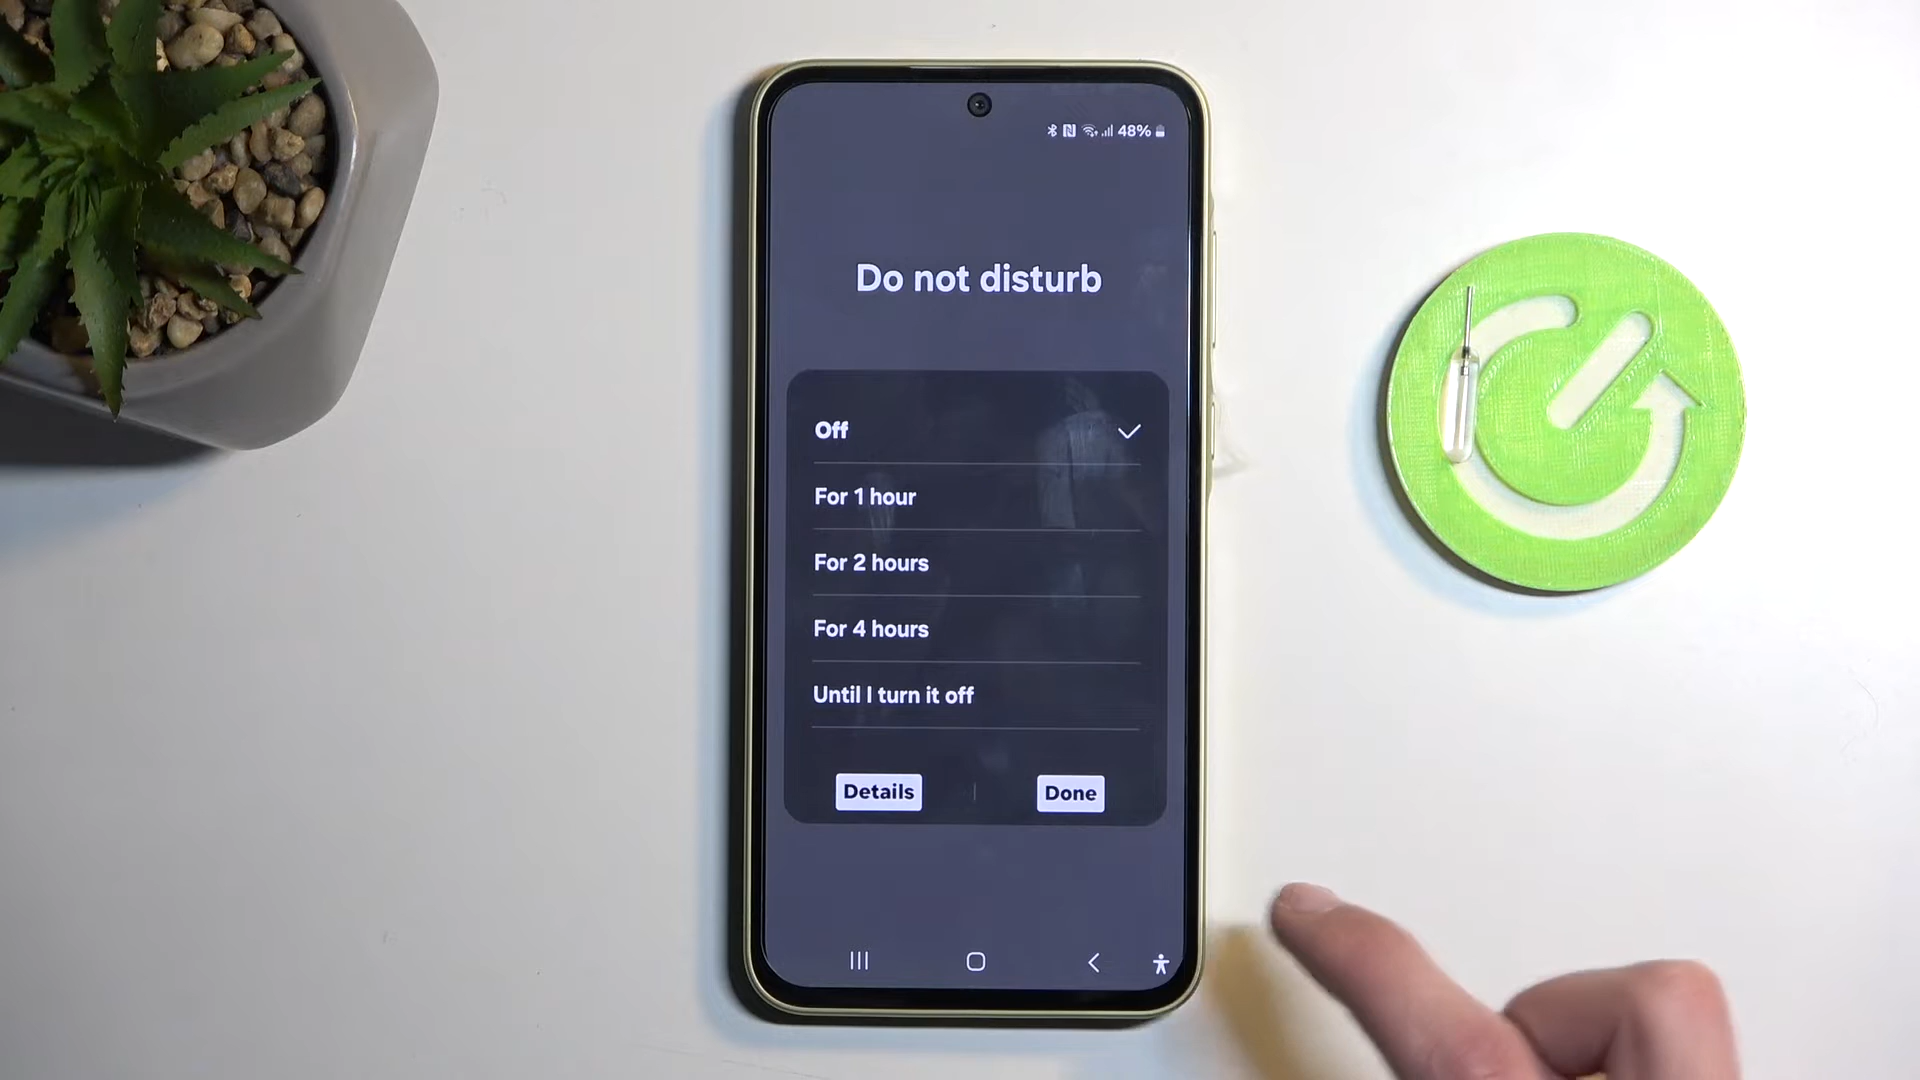 48%
Do not disturb
Off
For 1 hour
For 2 hours
For 4 hours
Until I turn it off
Details
Done